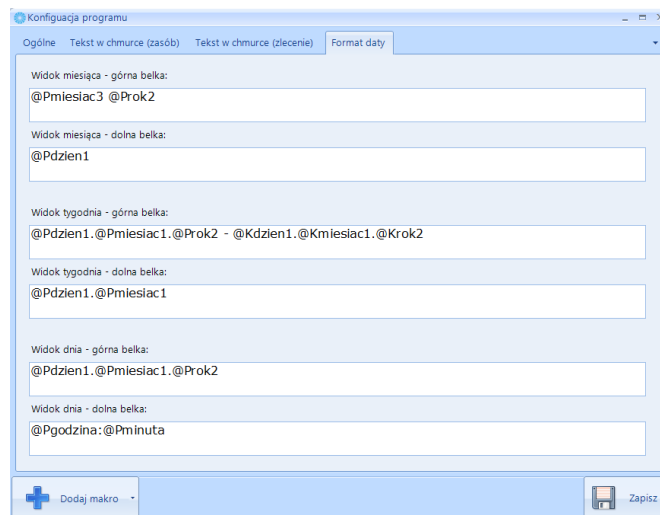 Konfiguacja programu
Ogólne Tekst w chmurce (zasób) Tekst w chmurce (zlecenie) Format daty
Widok miesiąca - górna belka:
@Pmiesiac3 @Prok2
Widok miesiąca - dolna belka:
@Pdzien1
Widok tygodnia - górna belka:
@Pdzien1.@Pmiesiac1.@Prok2 - @Kdzien1.@Kmiesiac1.@Krok2
Widok tygodnia - dolna belka:
@Pdzien1.@Pmiesiac1
Widok dnia - górna belka:
@Pdzien1.@Pmiesiac1.@Prok2
Widok dnia - dolna belka:
@Pgodzina:@Pminuta
Dodaj makro Zapisz